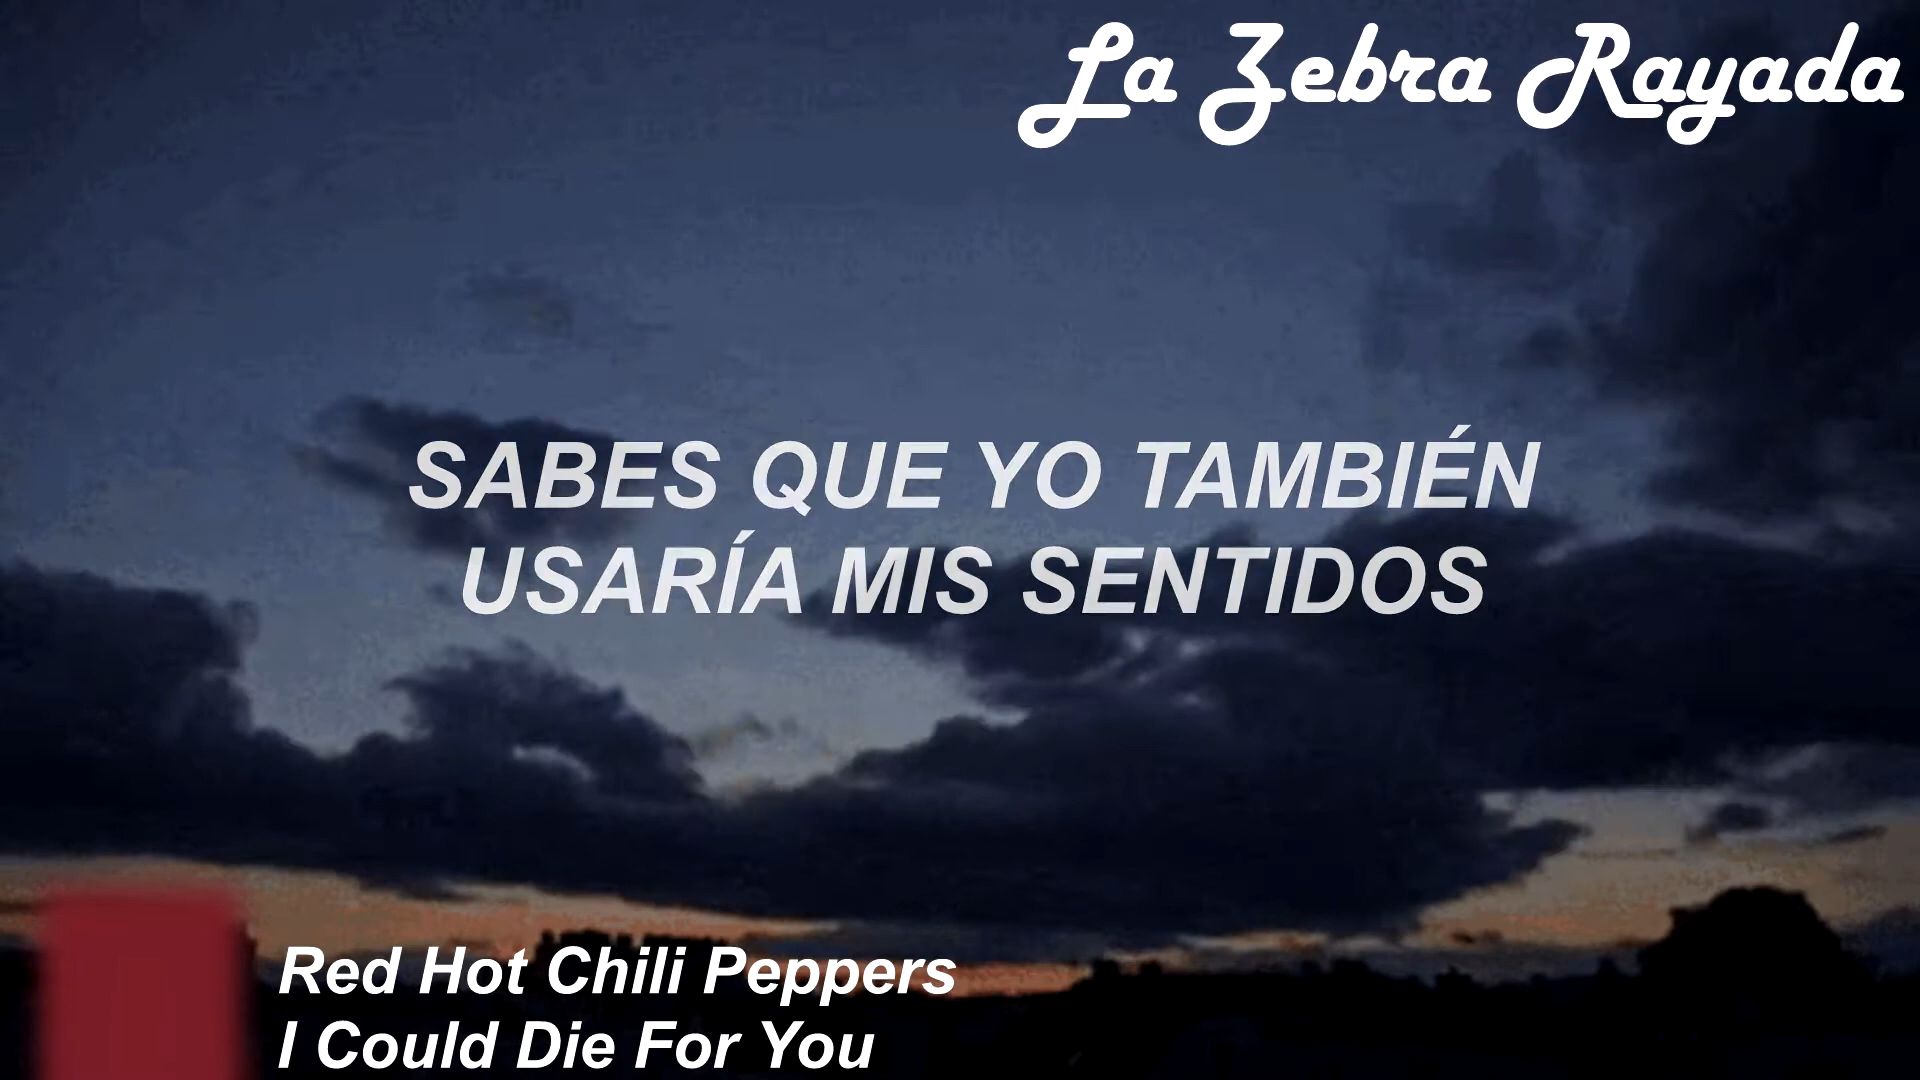 La Zebra Rayada
SABES QUE YO TAMBIÉN
USARÍA MIS SENTIDOS
Red Hot Chili Peppers
I Could Die For You